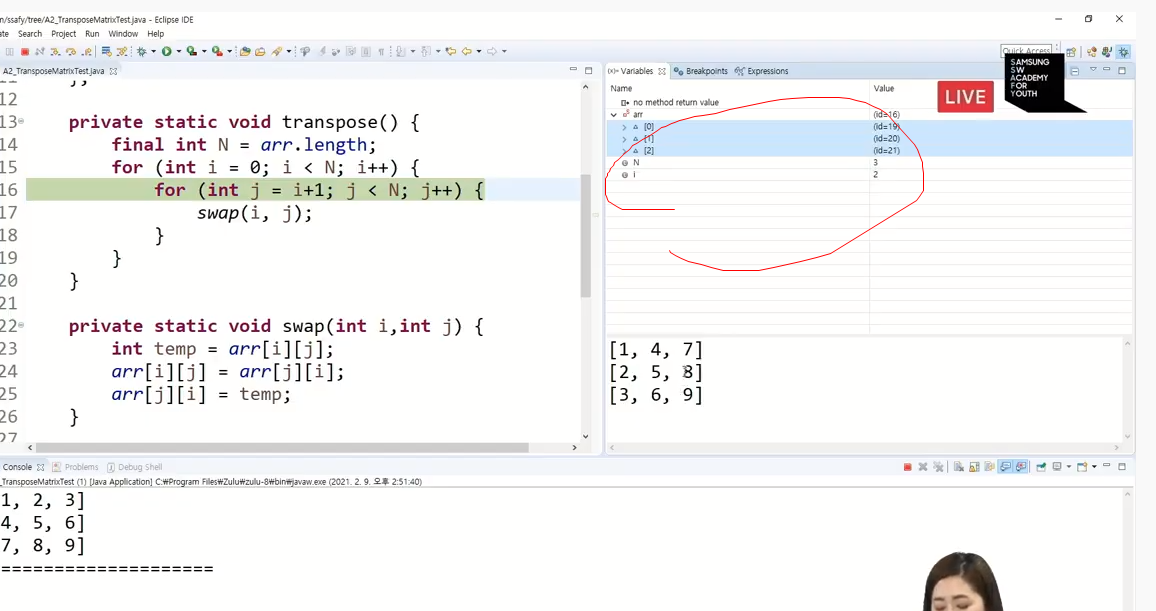 m/ssafy/tree/A2_TransposeMatrixTest.java - Eclipse IDE
ate Search Project Run Window Help
Quick Access
A2_TransposeMatrixTest.java
12
13 private static void transpose() {
14 final int N = arr.length;
15 for (int i = 0; i < N; i++) {
16 for (int j = i+1; j < N; j++) {
17 swap(i, j);
18 }
19 }
20 }
21
22 private static void swap(int i,int j) {
23 int temp = arr[i][j];
24 arr[i][j] = arr[j][i];
25 arr[j][i] = temp;
26 }
27
(x)= Variables Breakpoints Expressions
Name Value
no method return value
arr (id=16)
[0] (id=19)
[1] (id=20)
[2] (id=21)
N 3
i 2
LIVE
SAMSUNG
SW
ACADEMY
FOR
YOUTH
[1, 4, 7]
[2, 5, 8]
[3, 6, 9]
Console Problems Debug Shell
_TransposeMatrixTest (1) [Java Application] C:₩Program Files₩Zulu₩zulu-8₩bin₩javaw.exe (2021. 2. 9. 오후 2:51:40)
1, 2, 3]
4, 5, 6]
7, 8, 9]
====================